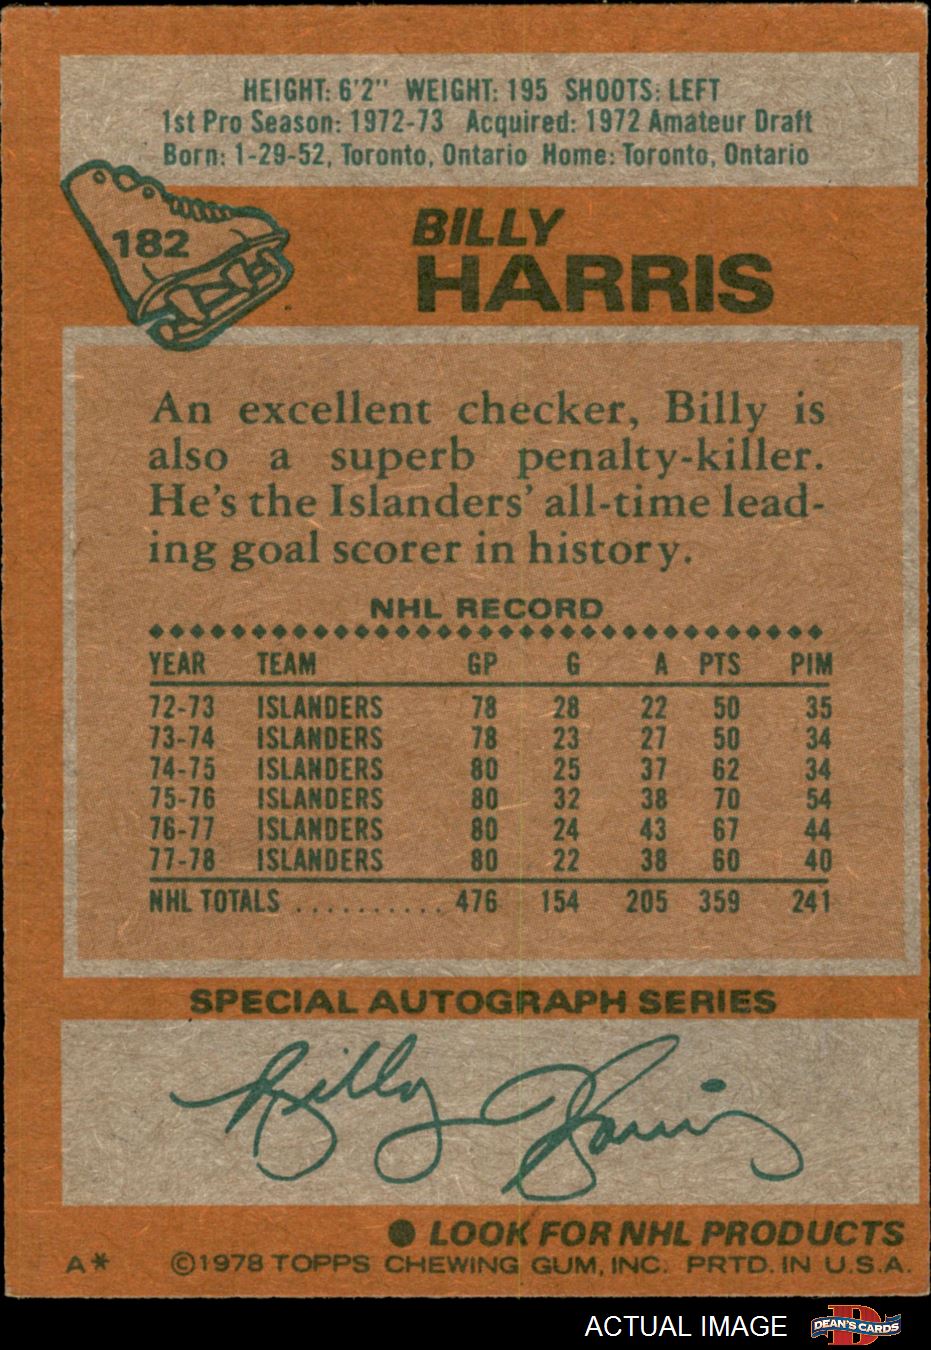 HEIGHT: 6'2" WEIGHT: 195 SHOOTS: LEFT
1st Pro Season: 1972-73 Acquired: 1972 Amateur Draft
Born: 1-29-52, Toronto, Ontario Home: Toronto, Ontario
182
BILLY
HARRIS
An excellent checker, Billy is
also a superb penalty-killer.
He's the Islanders' all-time lead-
ing goal scorer in history.
NHL RECORD
YEAR TEAM GP G A PTS PIM
72-73 ISLANDERS 78 28 22 50 35
73-74 ISLANDERS 78 23 27 50 34
74-75 ISLANDERS 80 25 37 62 34
75-76 ISLANDERS 80 32 38 70 54
76-77 ISLANDERS 80 24 43 67 44
77-78 ISLANDERS 80 22 38 60 40
NHL TOTALS .......... 476 154 205 359 241
SPECIAL AUTOGRAPH SERIES
Billy Harris
● LOOK FOR NHL PRODUCTS
A* ©1978 TOPPS CHEWING GUM, INC. PRTD. IN U.S.A.
ACTUAL IMAGE DEAN'S CARDS